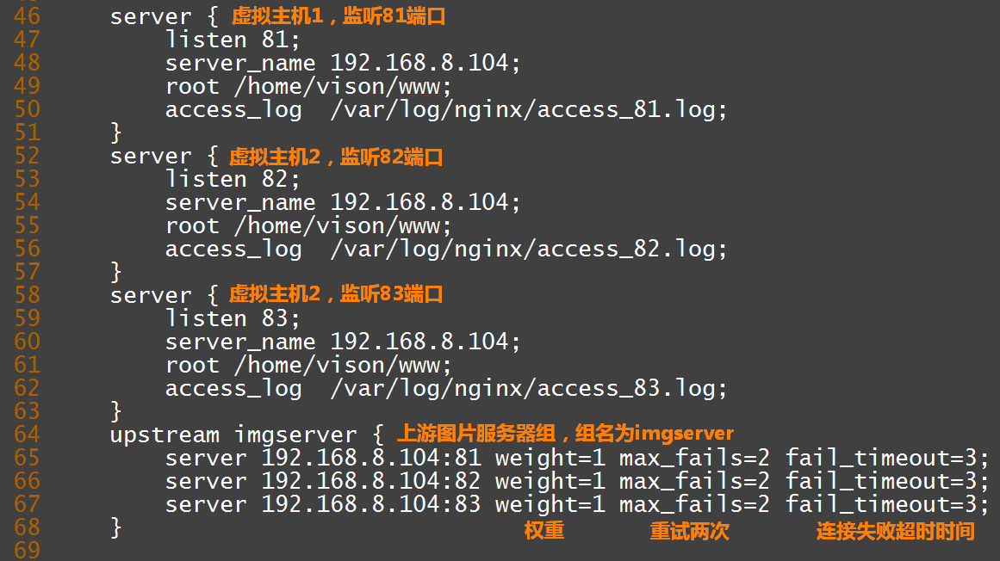 46 server { 虚拟主机1，监听81端口
47 listen 81;
48 server_name 192.168.8.104;
49 root /home/vison/www;
50 access_log  /var/log/nginx/access_81.log;
51 }
52 server { 虚拟主机2，监听82端口
53 listen 82;
54 server_name 192.168.8.104;
55 root /home/vison/www;
56 access_log  /var/log/nginx/access_82.log;
57 }
58 server { 虚拟主机2，监听83端口
59 listen 83;
60 server_name 192.168.8.104;
61 root /home/vison/www;
62 access_log  /var/log/nginx/access_83.log;
63 }
64 upstream imgserver { 上游图片服务器组，组名为imgserver
65 server 192.168.8.104:81 weight=1 max_fails=2 fail_timeout=3;
66 server 192.168.8.104:82 weight=1 max_fails=2 fail_timeout=3;
67 server 192.168.8.104:83 weight=1 max_fails=2 fail_timeout=3;
68 } 权重 重试两次 连接失败超时时间
69